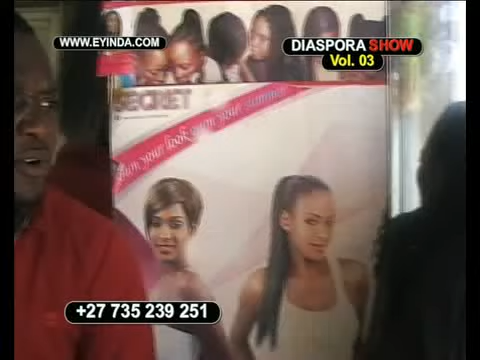 WWW.EYINDA.COM
DIASPORA SHOW
Vol. 03
SECRET
+27 735 239 251